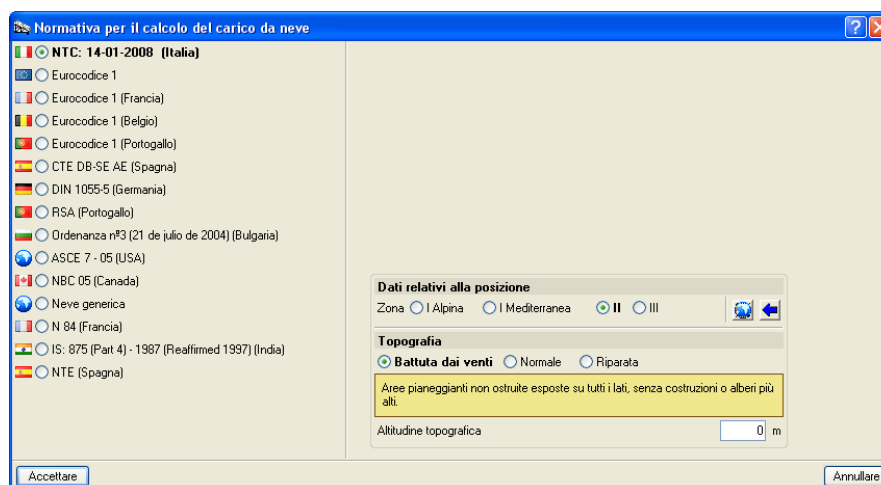 Normativa per il calcolo del carico da neve
NTC: 14-01-2008 (Italia)
Eurocodice 1
Eurocodice 1 (Francia)
Eurocodice 1 (Belgio)
Eurocodice 1 (Portogallo)
CTE DB-SE AE (Spagna)
DIN 1055-5 (Germania)
RSA (Portogallo)
Ordenanza nº3 (21 de julio de 2004) (Bulgaria)
ASCE 7 - 05 (USA)
NBC 05 (Canada)
Neve generica
N 84 (Francia)
IS: 875 (Part 4) - 1987 (Reaffirmed 1997) (India)
NTE (Spagna)
Dati relativi alla posizione
Zona I Alpina I Mediterranea II III
Topografia
Battuta dai venti Normale Riparata
Aree pianeggianti non ostruite esposte su tutti i lati, senza costruzioni o alberi più
alti.
Altitudine topografica 0 m
Accettare Annullare